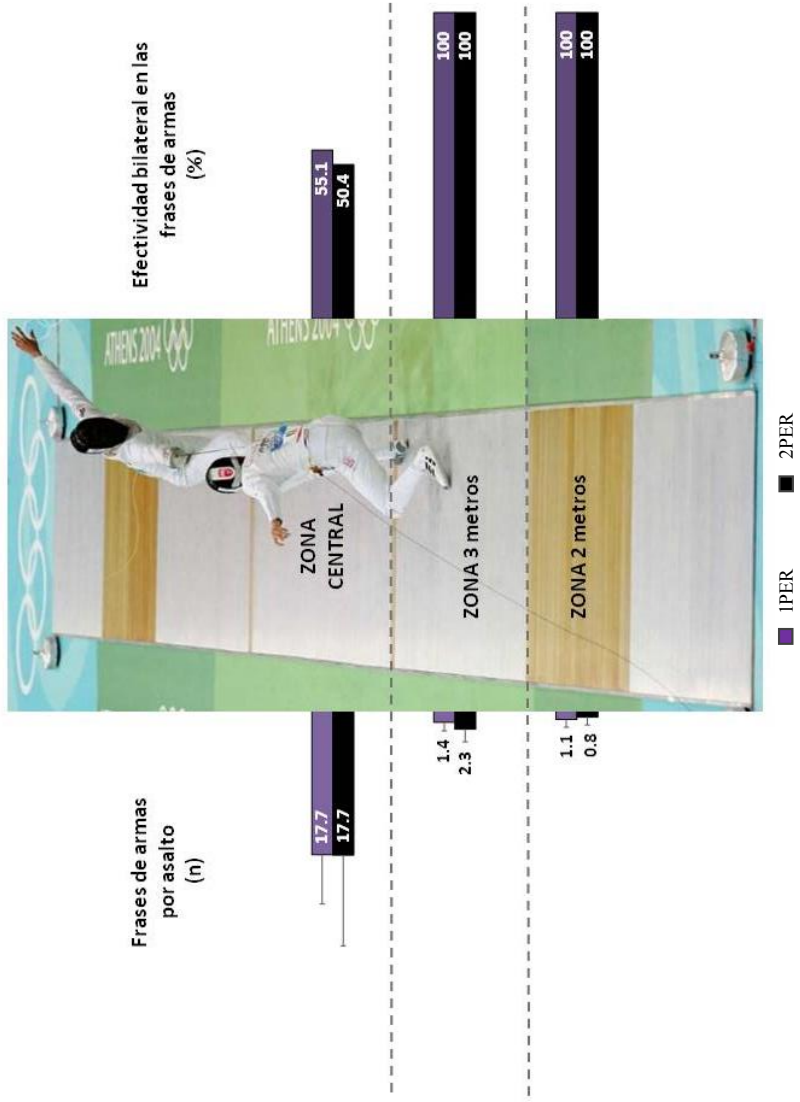 Frases de armas
por asalto
(n)
Efectividad bilateral en las
frases de armas
(%)
ATHENS 2004
ATHENS 2004
17.7
17.7
ZONA
CENTRAL
55.1
50.4
1.4
2.3
ZONA 3 metros
100
100
1.1
0.8
ZONA 2 metros
100
100
1PER
2PER